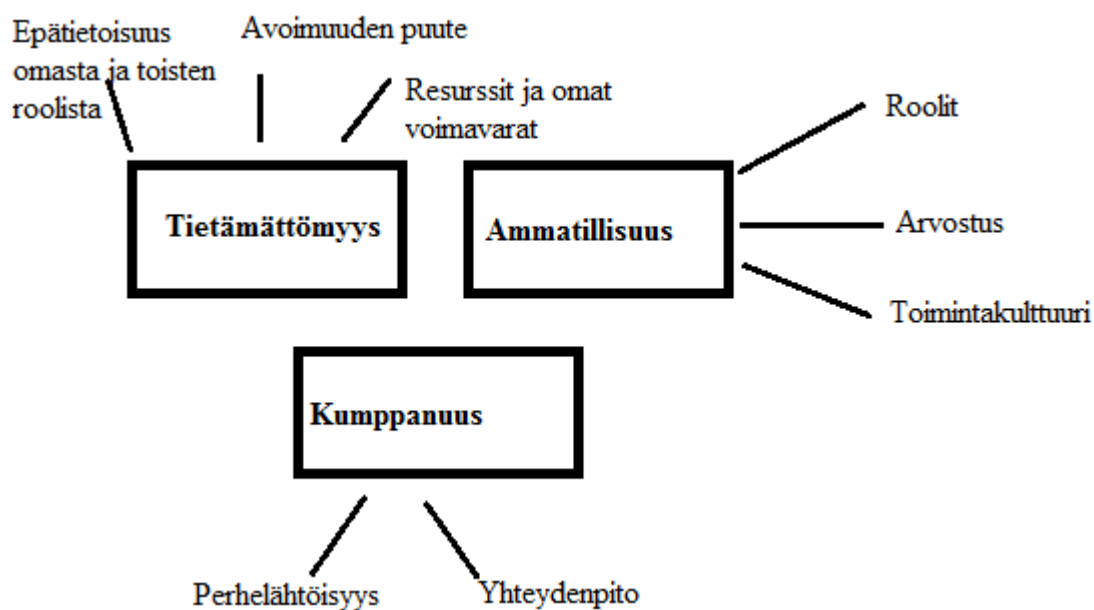 Epätietoisuus
omasta ja toisten
roolista
Avoimuuden puute
Resurssit ja omat
voimavarat
Tietämättömyys
Ammatillisuus
Roolit
Arvostus
Toimintakulttuuri
Kumppanuus
Perhelähtöisyys
Yhteydenpito